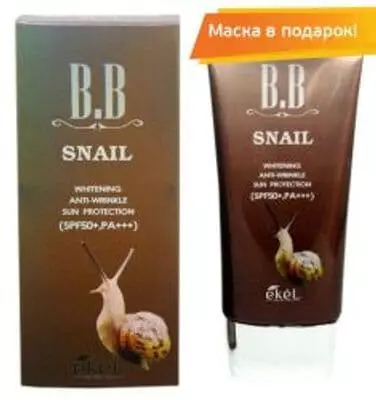 Маска в подарок!
B.B
SNAIL
WHITENING
ANTI-WRINKLE
SUN PROTECTION
(SPF50+,PA+++)
ekel
B.B
SNAIL
WHITENING
ANTI-WRINKLE
SUN PROTECTION
(SPF50+,PA+++)
ekel